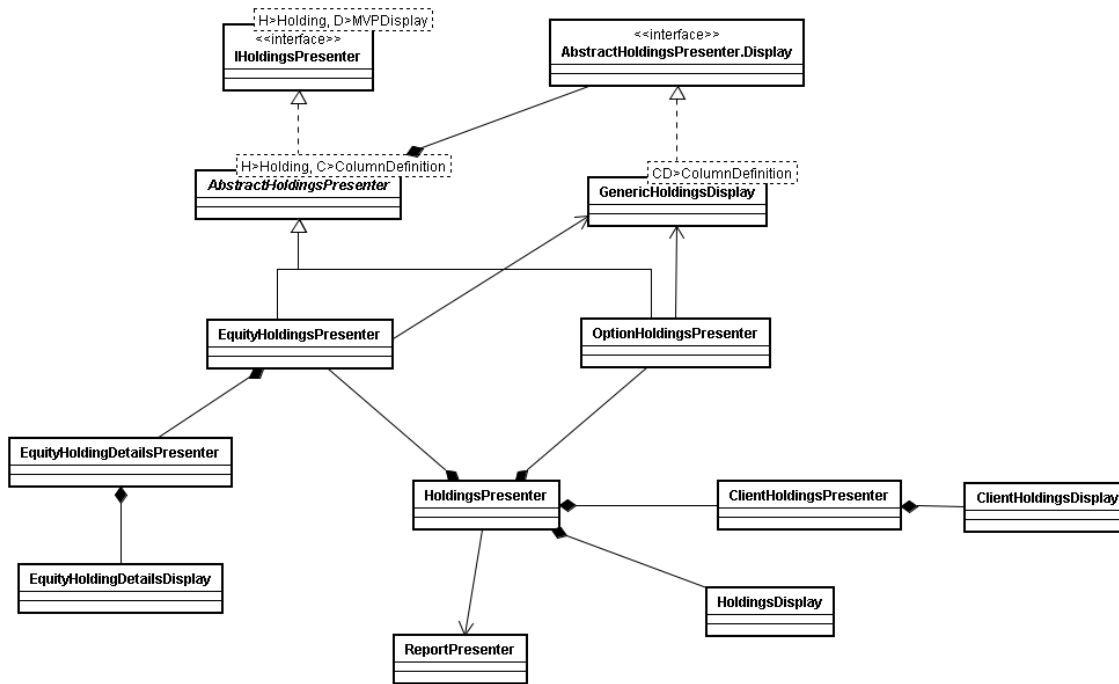 H>Holding, D>MVPDisplay
<<interface>>
IHoldingsPresenter
<<interface>>
AbstractHoldingsPresenter.Display
H>Holding, C>ColumnDefinition
AbstractHoldingsPresenter
CD>ColumnDefinition
GenericHoldingsDisplay
EquityHoldingsPresenter
OptionHoldingsPresenter
EquityHoldingDetailsPresenter
HoldingsPresenter
ClientHoldingsPresenter
ClientHoldingsDisplay
EquityHoldingDetailsDisplay
HoldingsDisplay
ReportPresenter